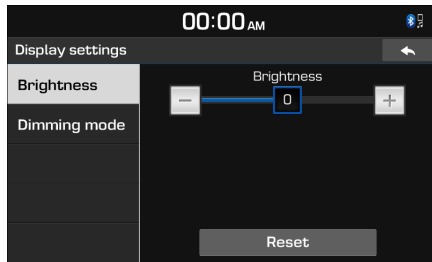 00:00 AM
Display settings
Brightness
Brightness
0
Dimming mode
Reset